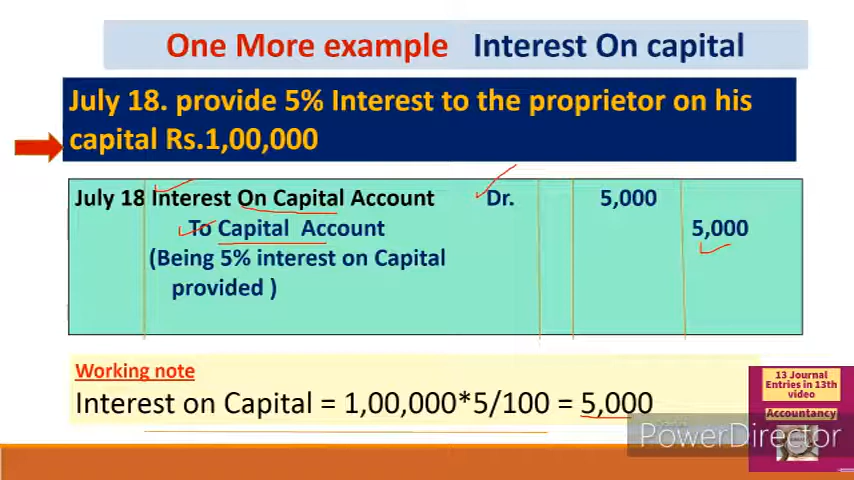 One More example Interest On capital
July 18. provide 5% Interest to the proprietor on his
capital Rs.1,00,000
July 18 Interest On Capital Account Dr. 5,000
To Capital Account 5,000
(Being 5% interest on Capital
provided )
Working note
Interest on Capital = 1,00,000*5/100 = 5,000
13 Journal
Entries in 13th
video
Accountancy
PowerDirector